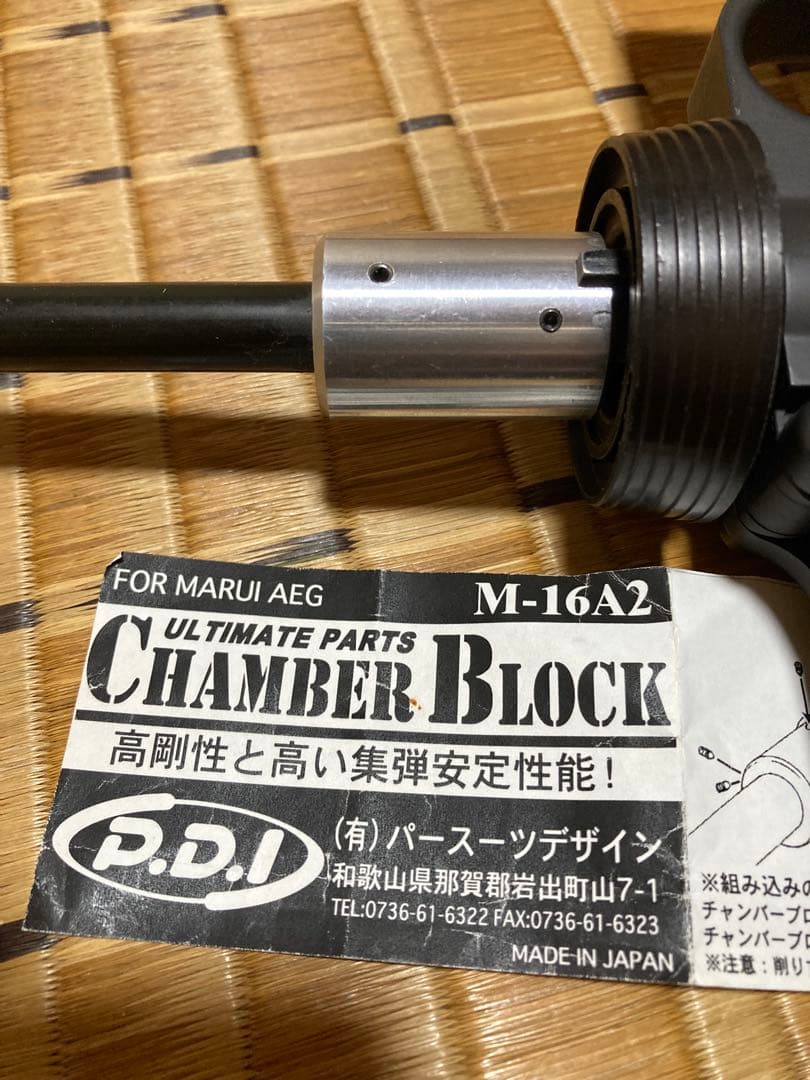 FOR MARUI AEG
M-16A2
ULTIMATE PARTS
CHAMBER BLOCK
高剛性と高い集弾安定性能！
P.D.I
(有)パースーツデザイン
和歌山県那賀郡岩出町山7-1
TEL:0736-61-6322 FAX:0736-61-6323
MADE IN JAPAN
※組み込みの
チャンバーブロ
チャンバーブロ
※注意：削り